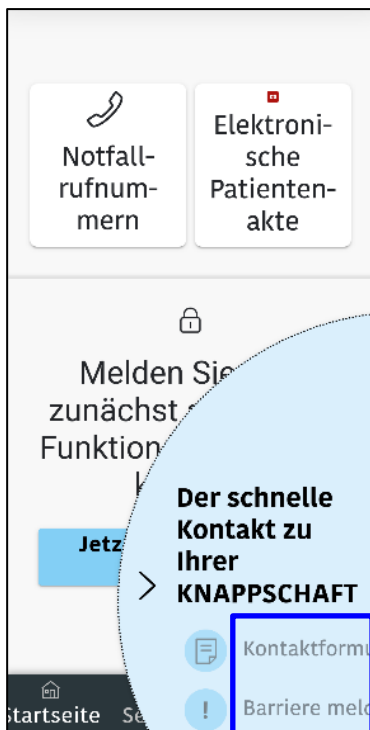 Notfall-
rufnum-
mern
Elektroni-
sche
Patienten-
akte
Melden Sie
zunächst
Funktion
Jetz
Der schnelle
Kontakt zu
Ihrer
KNAPPSCHAFT
Kontaktformu
Barriere meld
Startseite
Se